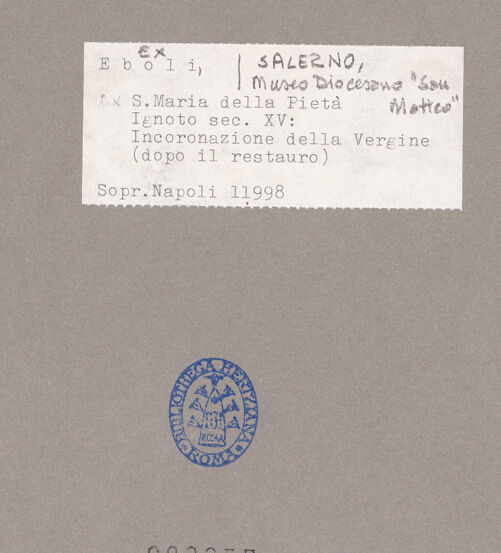 Ex
Eboli,
SALERNO,
Museo Diocesano "San Matteo"
Ex S.Maria della Pietà
Ignoto sec. XV:
Incoronazione della Vergine
(dopo il restauro)
Sopr.Napoli 11998
BIBLIOTHECA HERTZIANA
* ROMA *